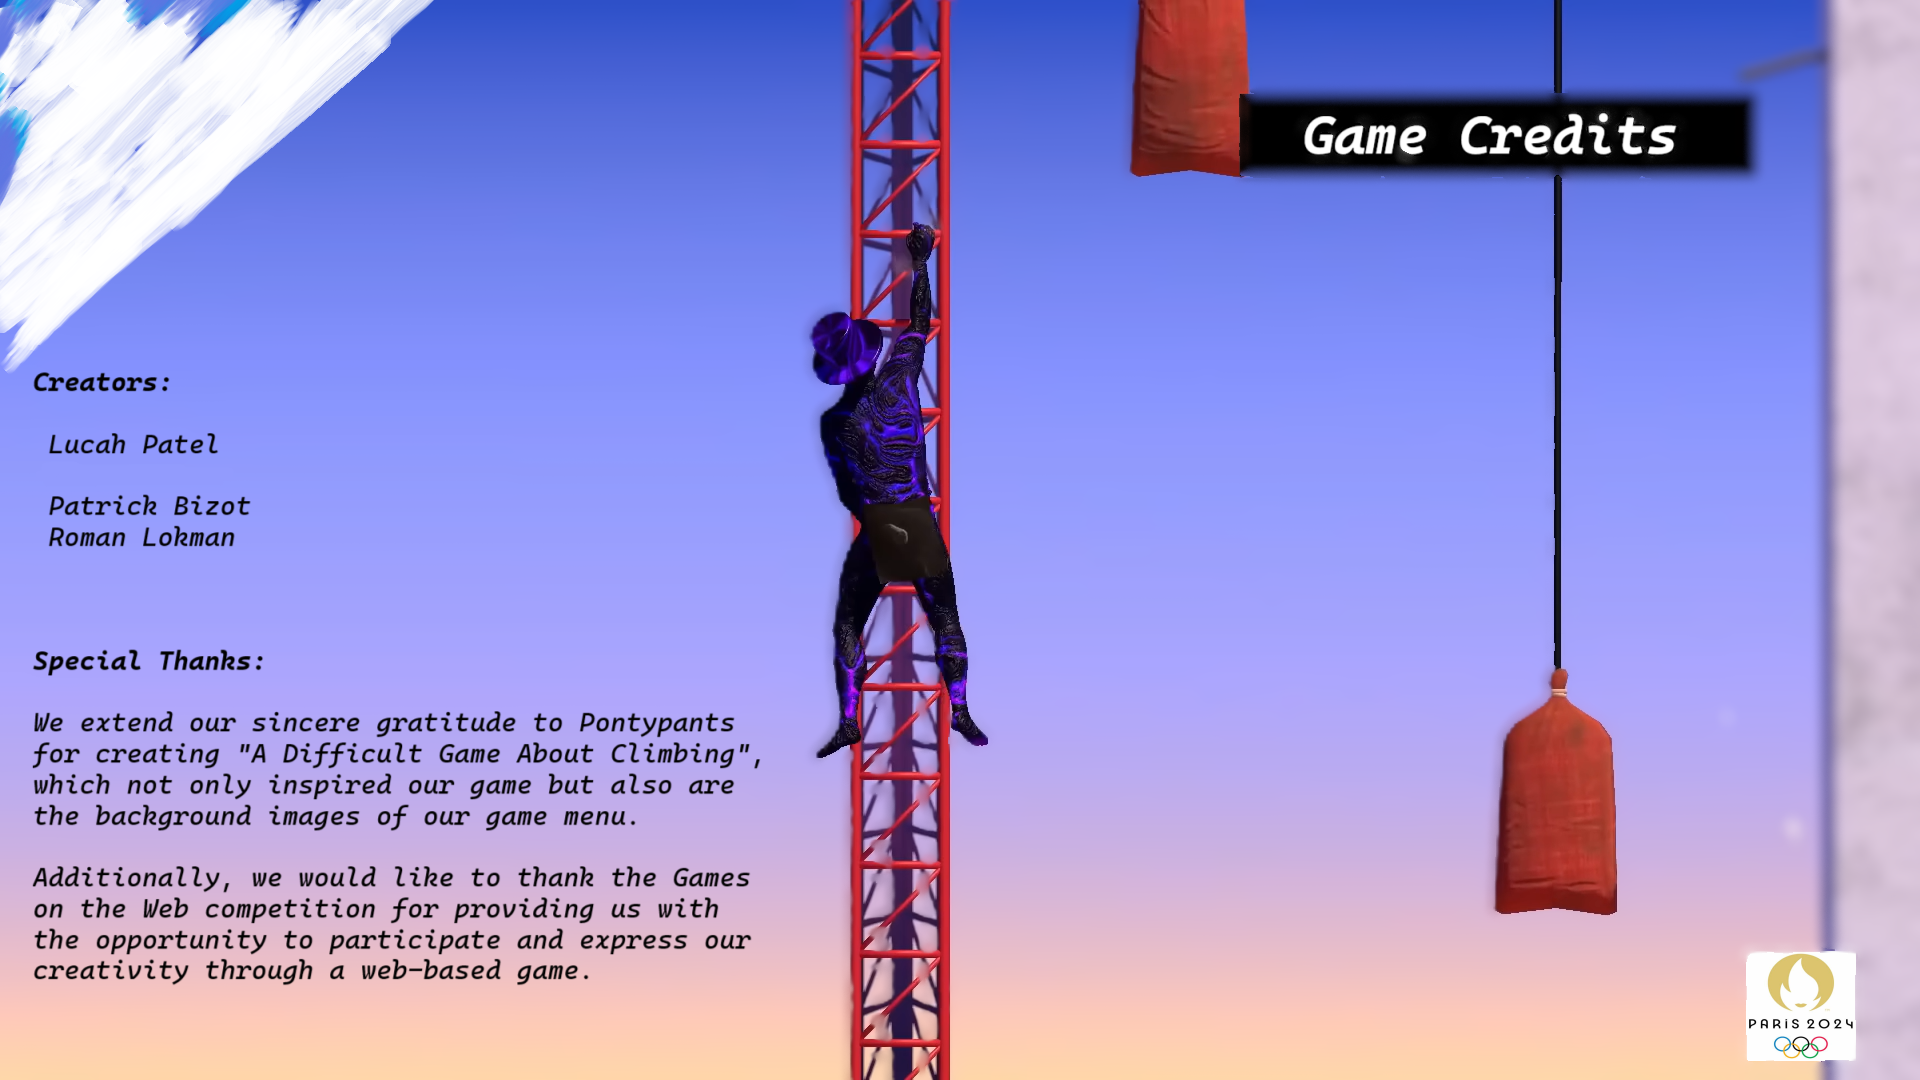 Game Credits
Creators:
Lucah Patel
Patrick Bizot
Roman Lokman
Special Thanks:
We extend our sincere gratitude to Pontypants
for creating "A Difficult Game About Climbing",
which not only inspired our game but also are
the background images of our game menu.
Additionally, we would like to thank the Games
on the Web competition for providing us with
the opportunity to participate and express our
creativity through a web-based game.
PARIS 2024